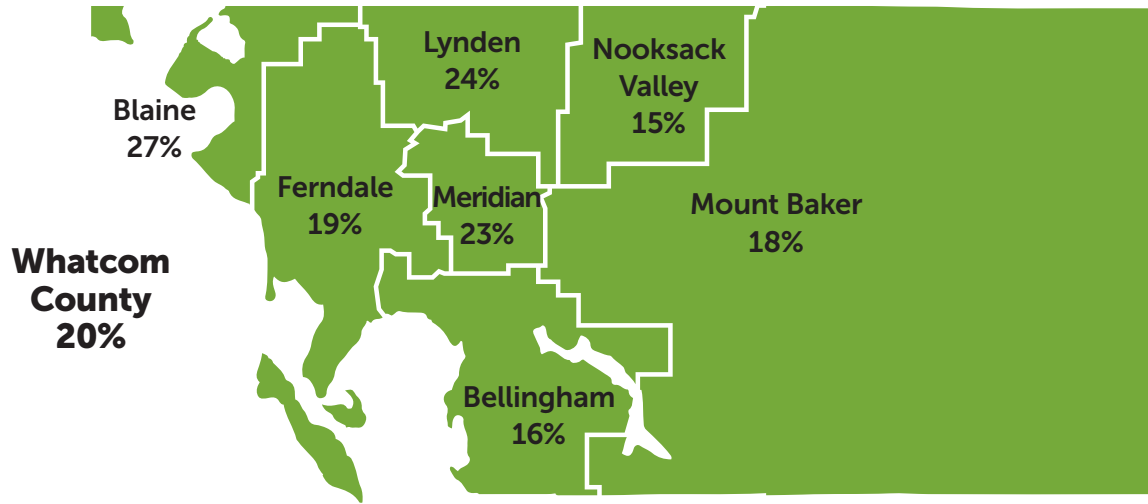 Lynden
24%
Nooksack
Valley
15%
Blaine
27%
Ferndale
19%
Meridian
23%
Mount Baker
18%
Whatcom
County
20%
Bellingham
16%